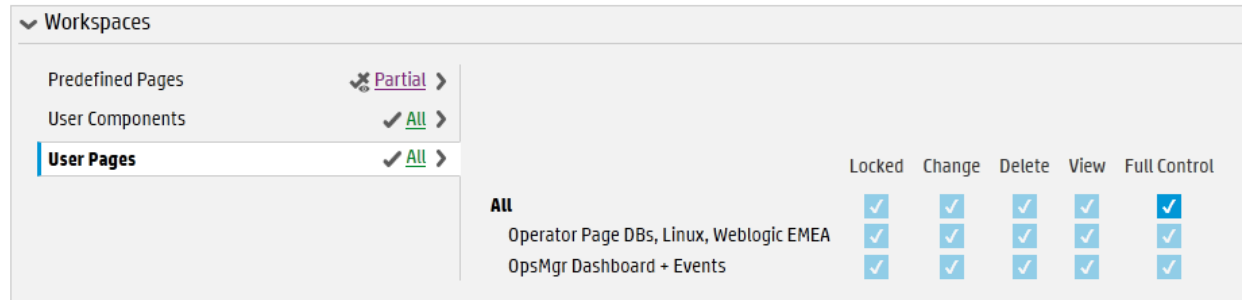 Workspaces
Predefined Pages Partial
User Components All
User Pages All
Locked Change Delete View Full Control
All
Operator Page DBs, Linux, Weblogic EMEA
OpsMgr Dashboard + Events